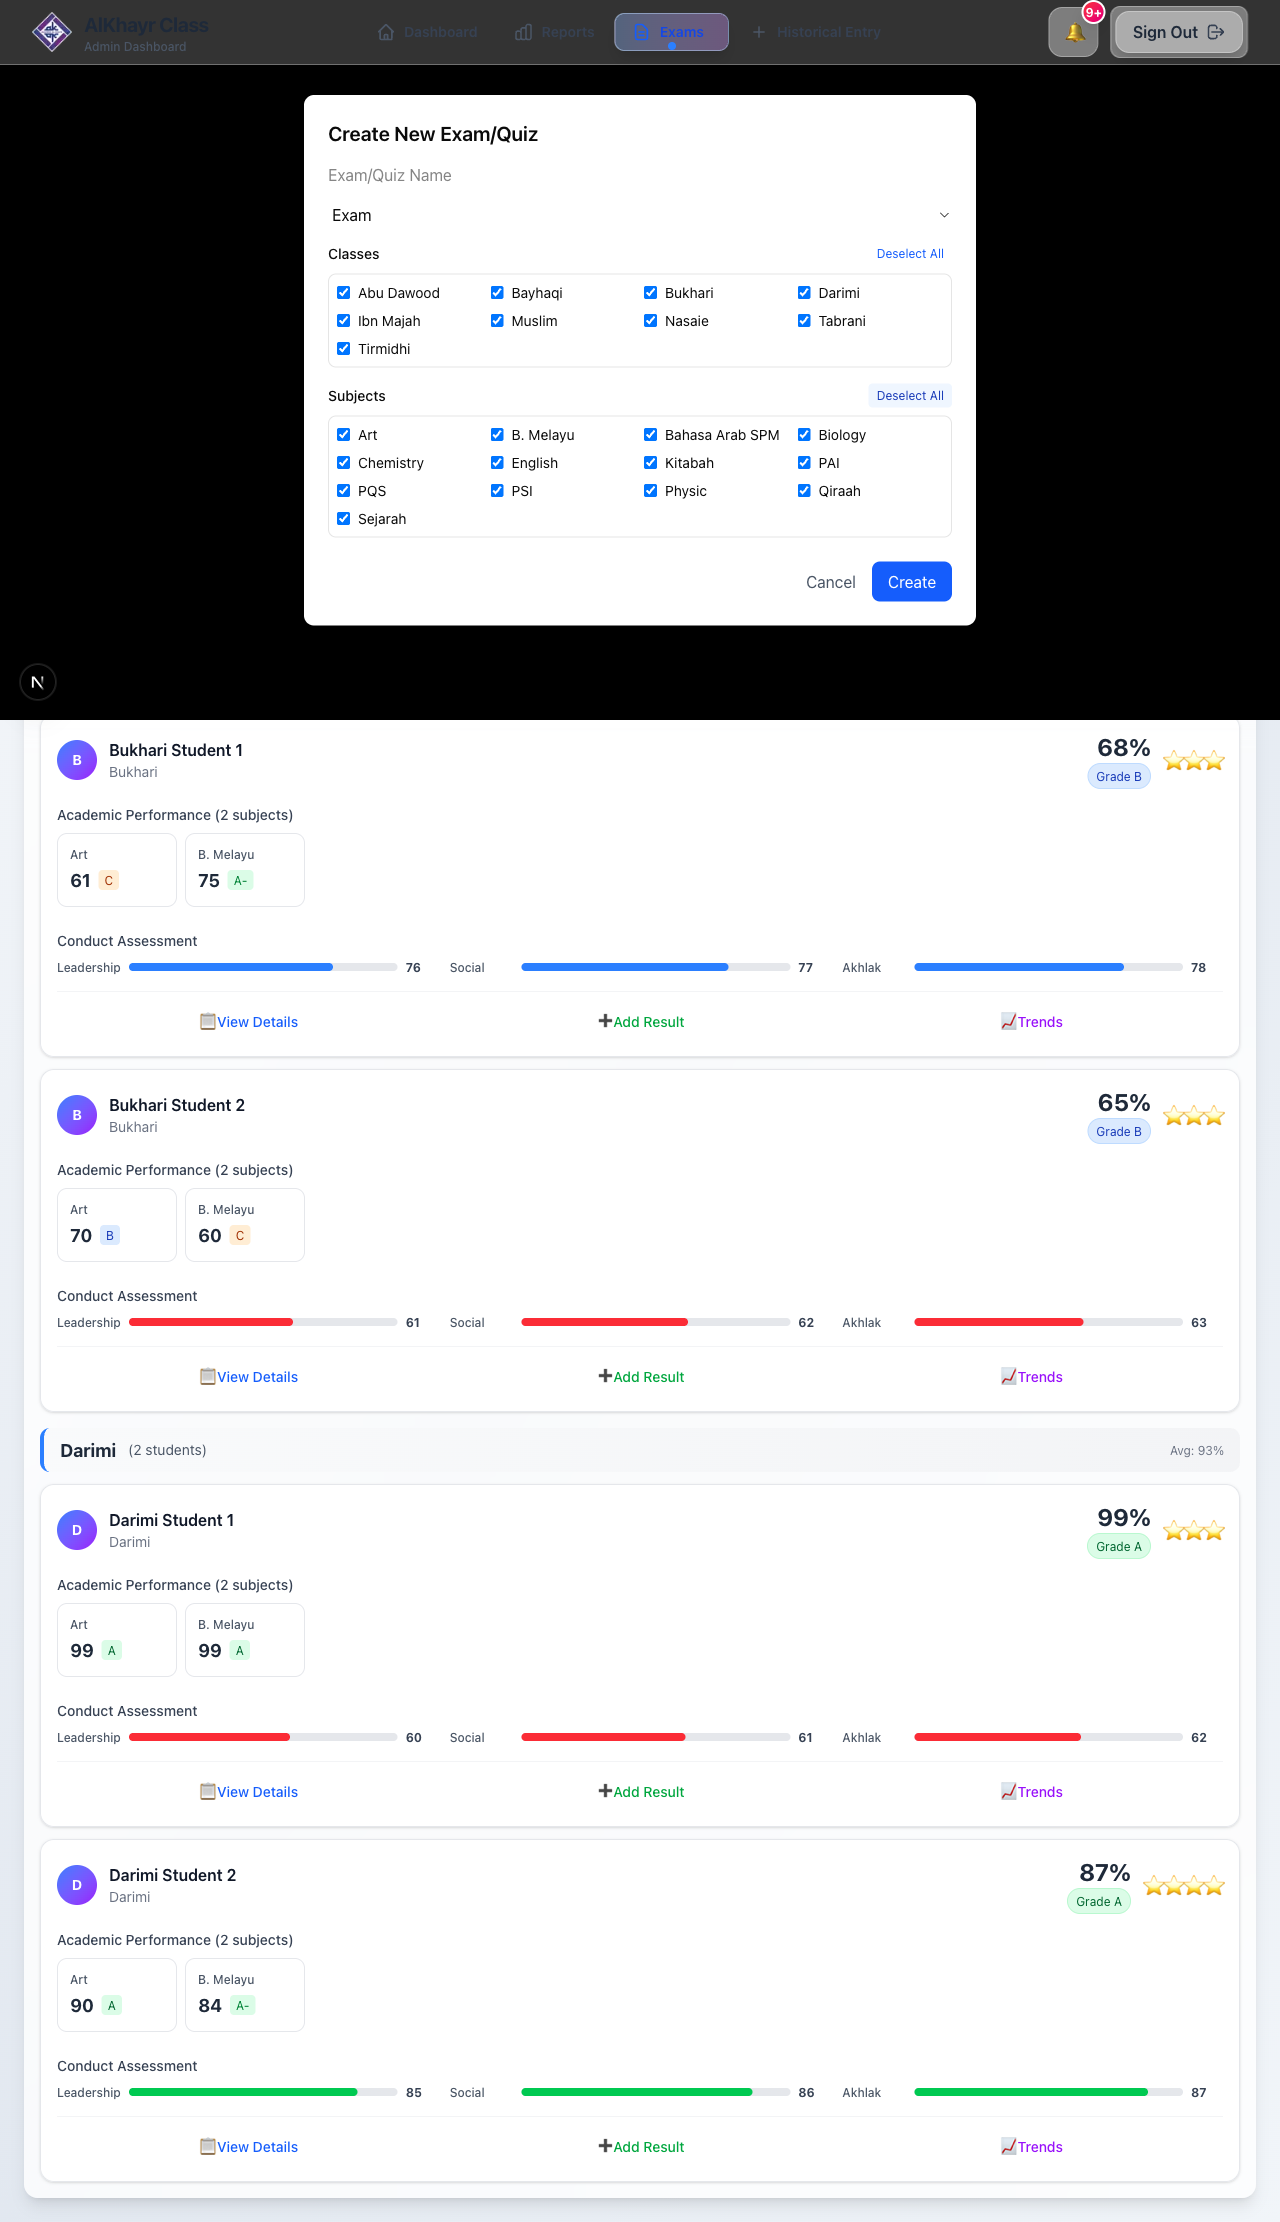 AlKhayr Class
Admin Dashboard
Dashboard
Reports
Exams
Historical Entry
9+
Sign Out
Create New Exam/Quiz
Exam/Quiz Name
Exam
Classes
Deselect All
Abu Dawood
Bayhaqi
Bukhari
Darimi
Ibn Majah
Muslim
Nasaie
Tabrani
Tirmidhi
Subjects
Deselect All
Art
B. Melayu
Bahasa Arab SPM
Biology
Chemistry
English
Kitabah
PAI
PQS
PSI
Physic
Qiraah
Sejarah
Cancel
Create
N
B
Bukhari Student 1
Bukhari
68%
Grade B
Academic Performance (2 subjects)
Art
61 C
B. Melayu
75 A-
Conduct Assessment
Leadership 76
Social 77
Akhlak 78
View Details
Add Result
Trends
B
Bukhari Student 2
Bukhari
65%
Grade B
Academic Performance (2 subjects)
Art
70 B
B. Melayu
60 C
Conduct Assessment
Leadership 61
Social 62
Akhlak 63
View Details
Add Result
Trends
Darimi (2 students)
Avg: 93%
D
Darimi Student 1
Darimi
99%
Grade A
Academic Performance (2 subjects)
Art
99 A
B. Melayu
99 A
Conduct Assessment
Leadership 60
Social 61
Akhlak 62
View Details
Add Result
Trends
D
Darimi Student 2
Darimi
87%
Grade A
Academic Performance (2 subjects)
Art
90 A
B. Melayu
84 A-
Conduct Assessment
Leadership 85
Social 86
Akhlak 87
View Details
Add Result
Trends